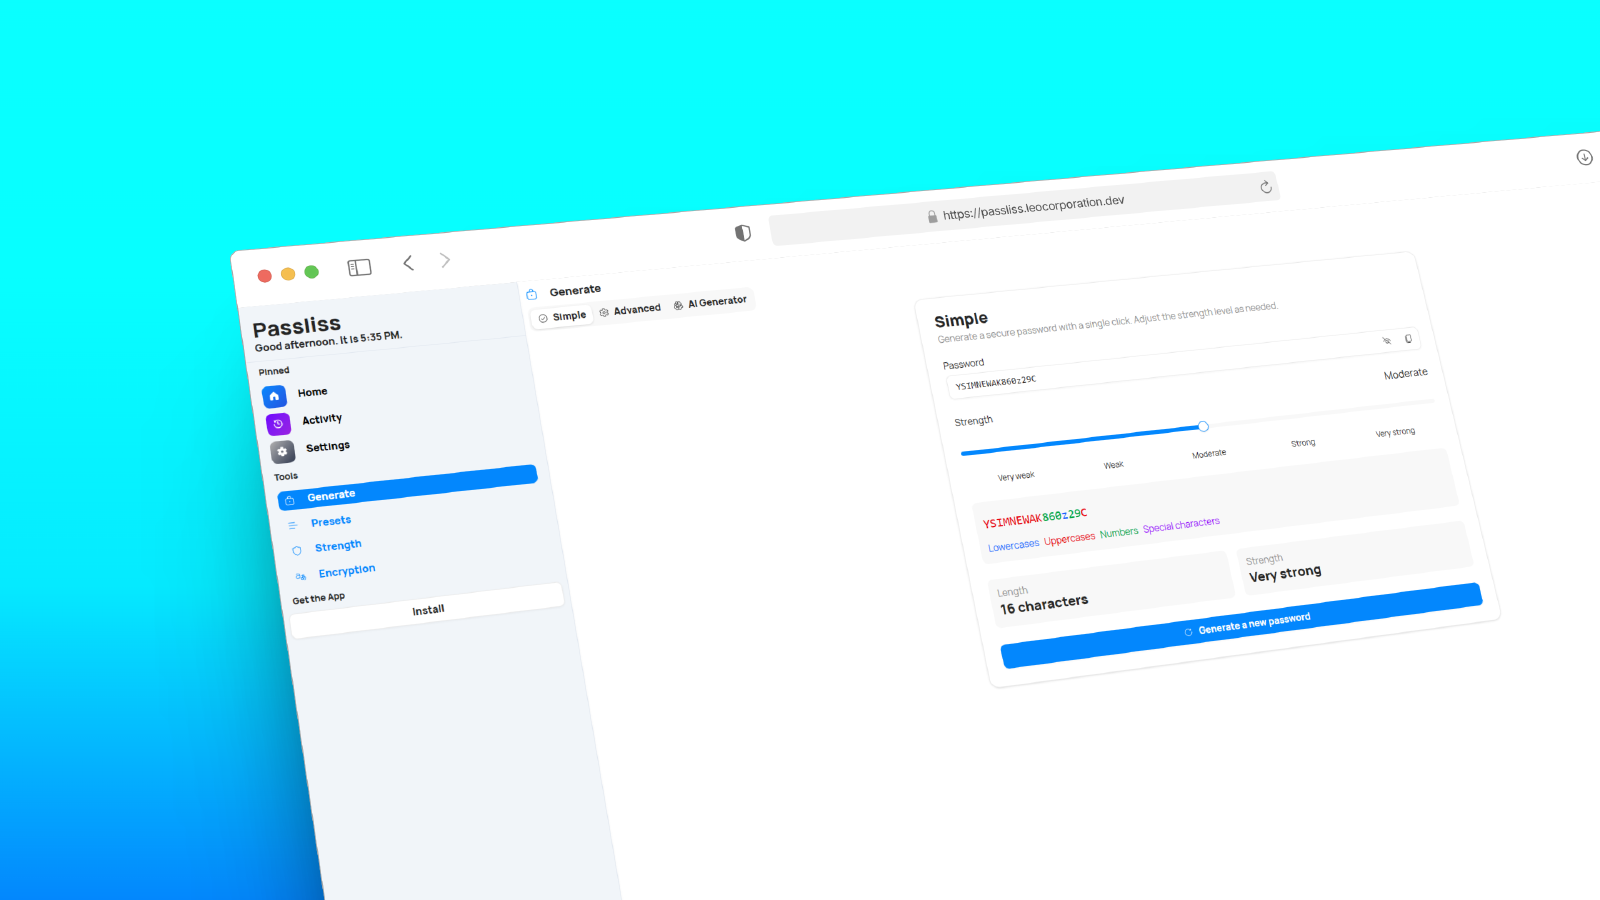 https://passliss.leocorporation.dev
Passliss
Good afternoon. It is 5:35 PM.
Pinned
Home
Activity
Settings
Tools
Generate
Presets
Strength
Encryption
Get the App
Install
Generate
Simple Advanced AI Generator
Simple
Generate a secure password with a single click. Adjust the strength level as needed.
Password
YSIMNEWAK860z29C
Strength Moderate
Very weak Weak Moderate Strong Very strong
YSIMNEWAK860z29C
Lowercases Uppercases Numbers Special characters
Length
16 characters
Strength
Very strong
Generate a new password